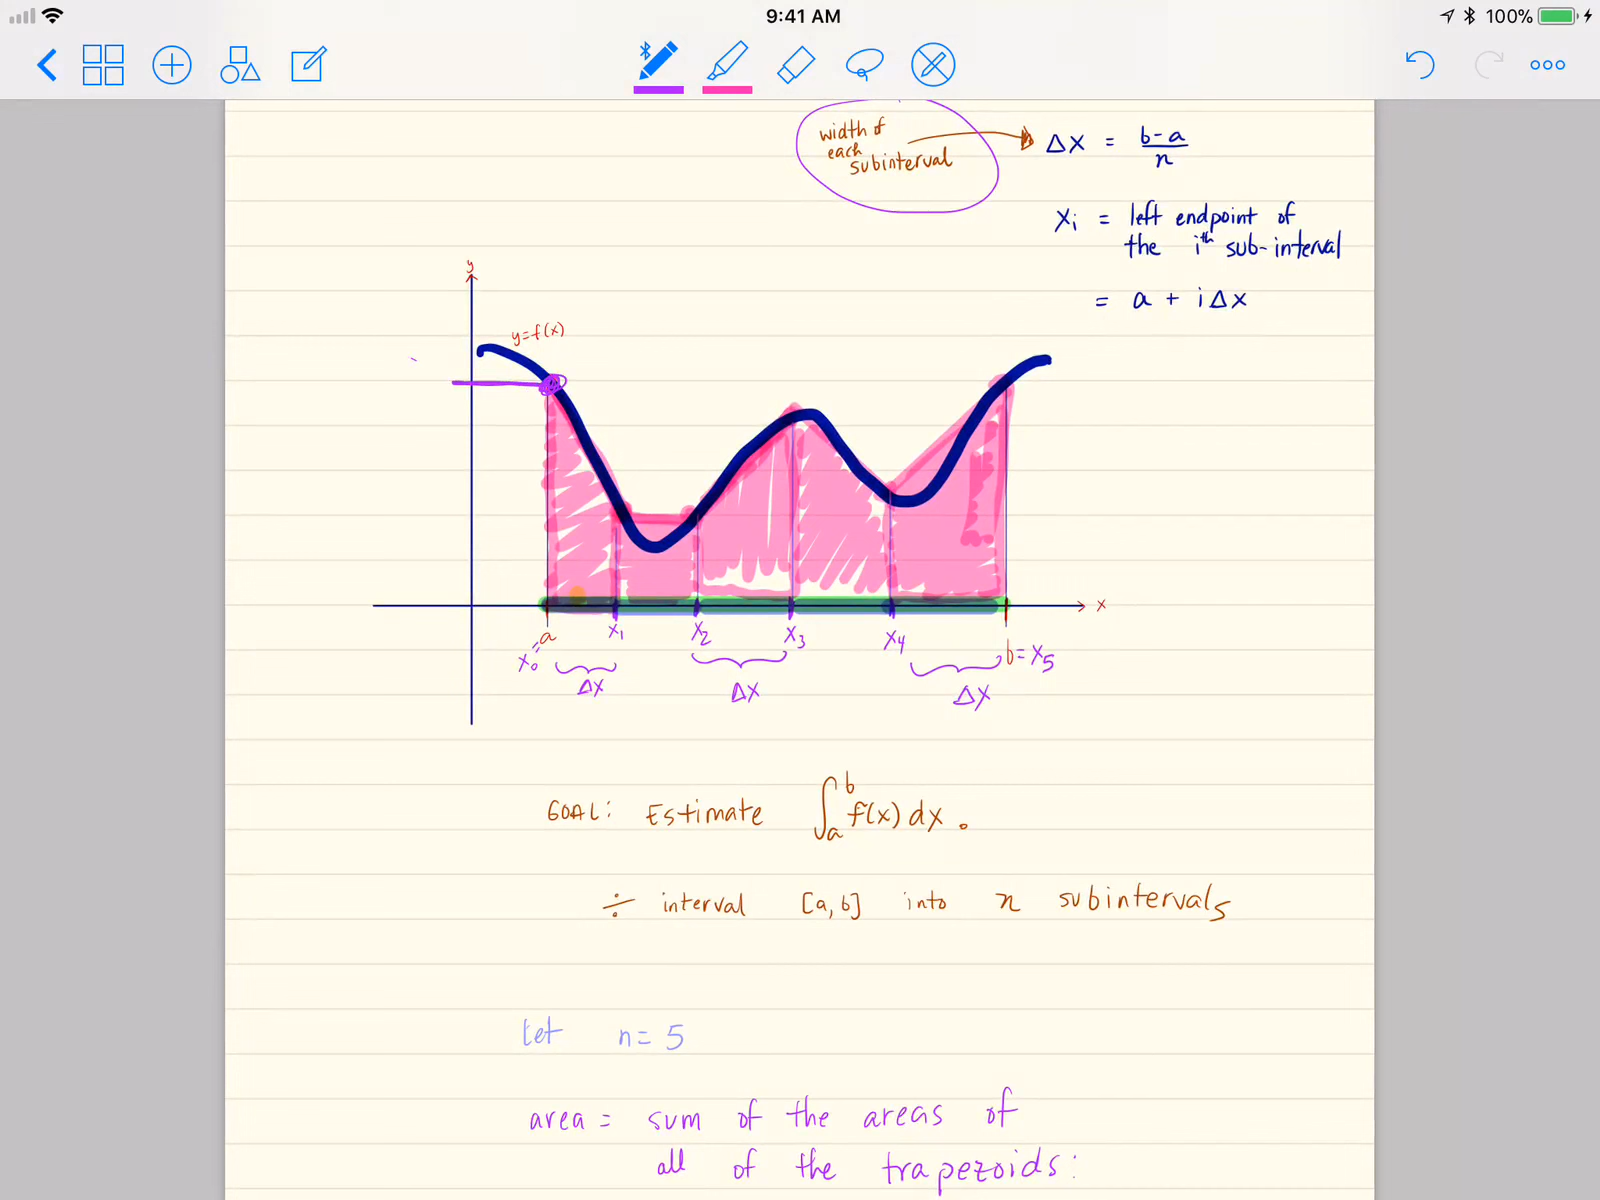 9:41 AM
100%
width of
each
subinterval
Δx = b-a/n
xi = left endpoint of
the ith sub-interval
= a + iΔx
y
y=f(x)
x
x₀=a
x₁
x₂
x₃
x₄
b=x₅
Δx
Δx
Δx
GOAL: Estimate ∫ₐᵇ f(x) dx.
÷ interval [a,b] into n subintervals
let n=5
area = sum of the areas of
all of the trapezoids: